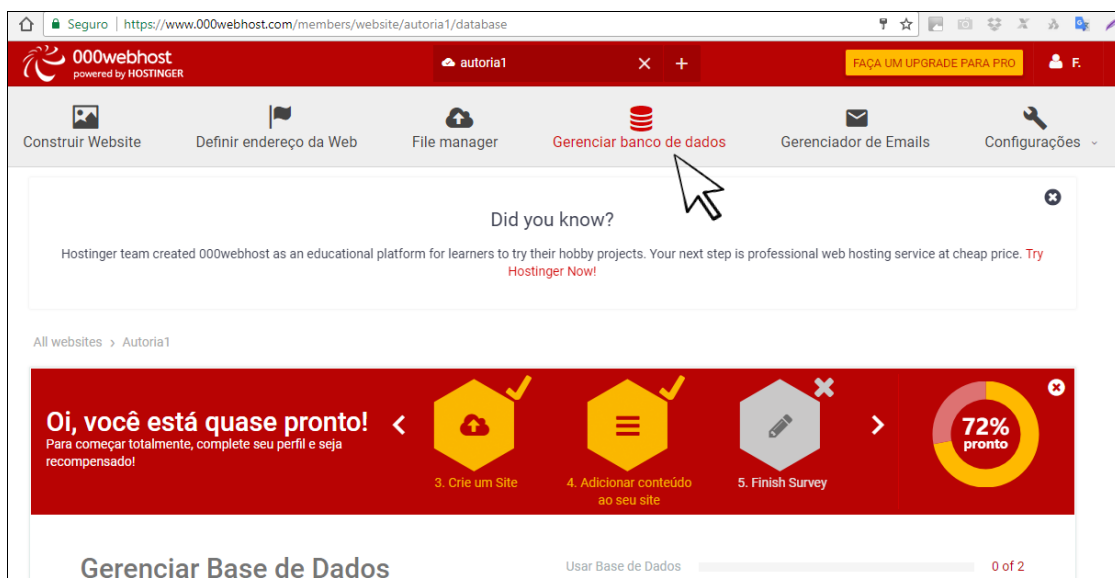 Seguro | https://www.000webhost.com/members/website/autoria1/database
000webhost
powered by HOSTINGER
autoria1
FAÇA UM UPGRADE PARA PRO
F.
Construir Website
Definir endereço da Web
File manager
Gerenciar banco de dados
Gerenciador de Emails
Configurações
Did you know?
Hostinger team created 000webhost as an educational platform for learners to try their hobby projects. Your next step is professional web hosting service at cheap price. Try
Hostinger Now!
All websites > Autoria1
Oi, você está quase pronto!
Para começar totalmente, complete seu perfil e seja
recompensado!
3. Crie um Site
4. Adicionar conteúdo
ao seu site
5. Finish Survey
72%
pronto
Gerenciar Base de Dados
Usar Base de Dados
0 of 2